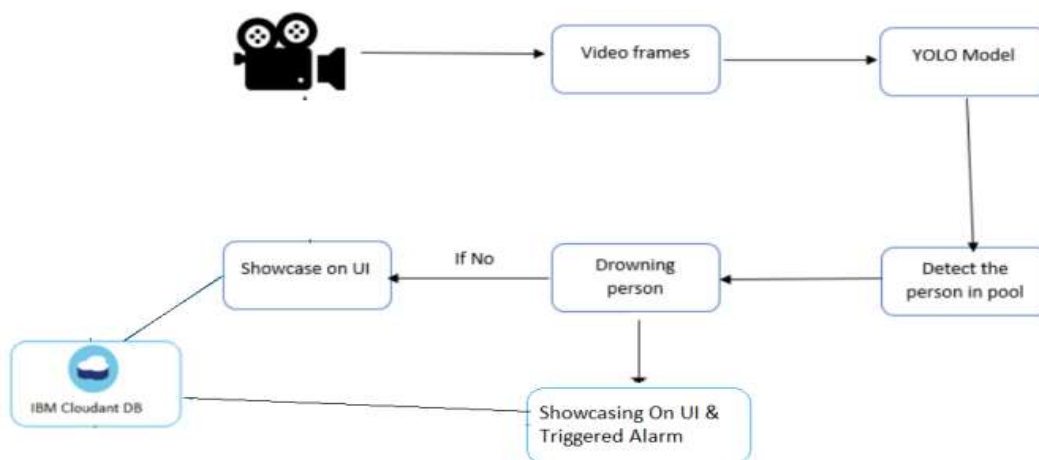 Video frames
YOLO Model
Detect the
person in pool
Drowning
person
If No
Showcase on UI
IBM Cloudant DB
Showcasing On UI &
Triggered Alarm